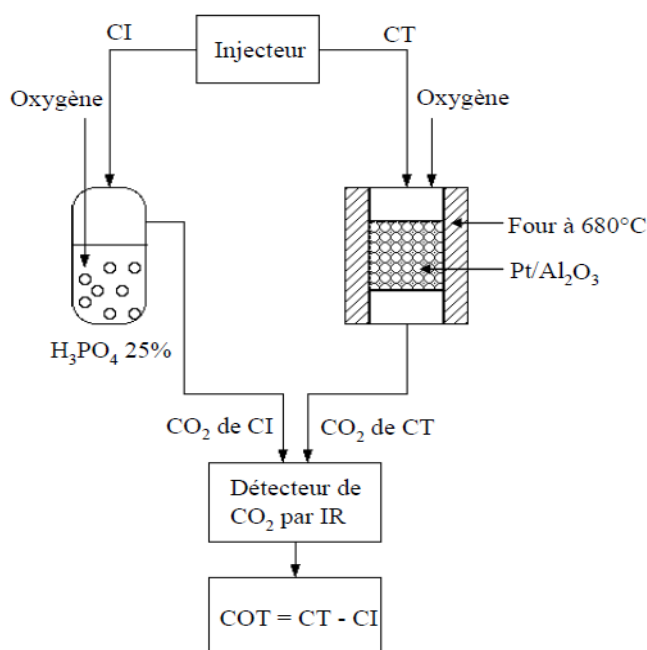 CI
Injecteur
CT
Oxygène
Oxygène
Four à 680°C
Pt/Al₂O₃
H₃PO₄ 25%
CO₂ de CI
CO₂ de CT
Détecteur de
CO₂ par IR
COT = CT - CI